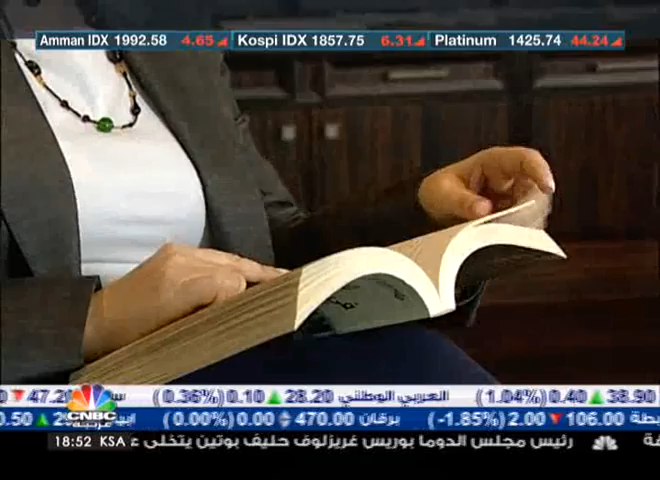 Amman IDX 1992.58 4.65 Kospi IDX 1857.75 6.31 Platinum 1425.74 44.24
47.2 (0.36%) 0.10 28.20 العربي الوطني (1.04%) 0.40 38.90
0.50 (0.00%) 0.00 470.00 برقان (-1.85%) 2.00 106.00
CNBC
عربية
18:52 KSA رئيس مجلس الدوما بوريس غريزلوف حليف بوتين يتخلى